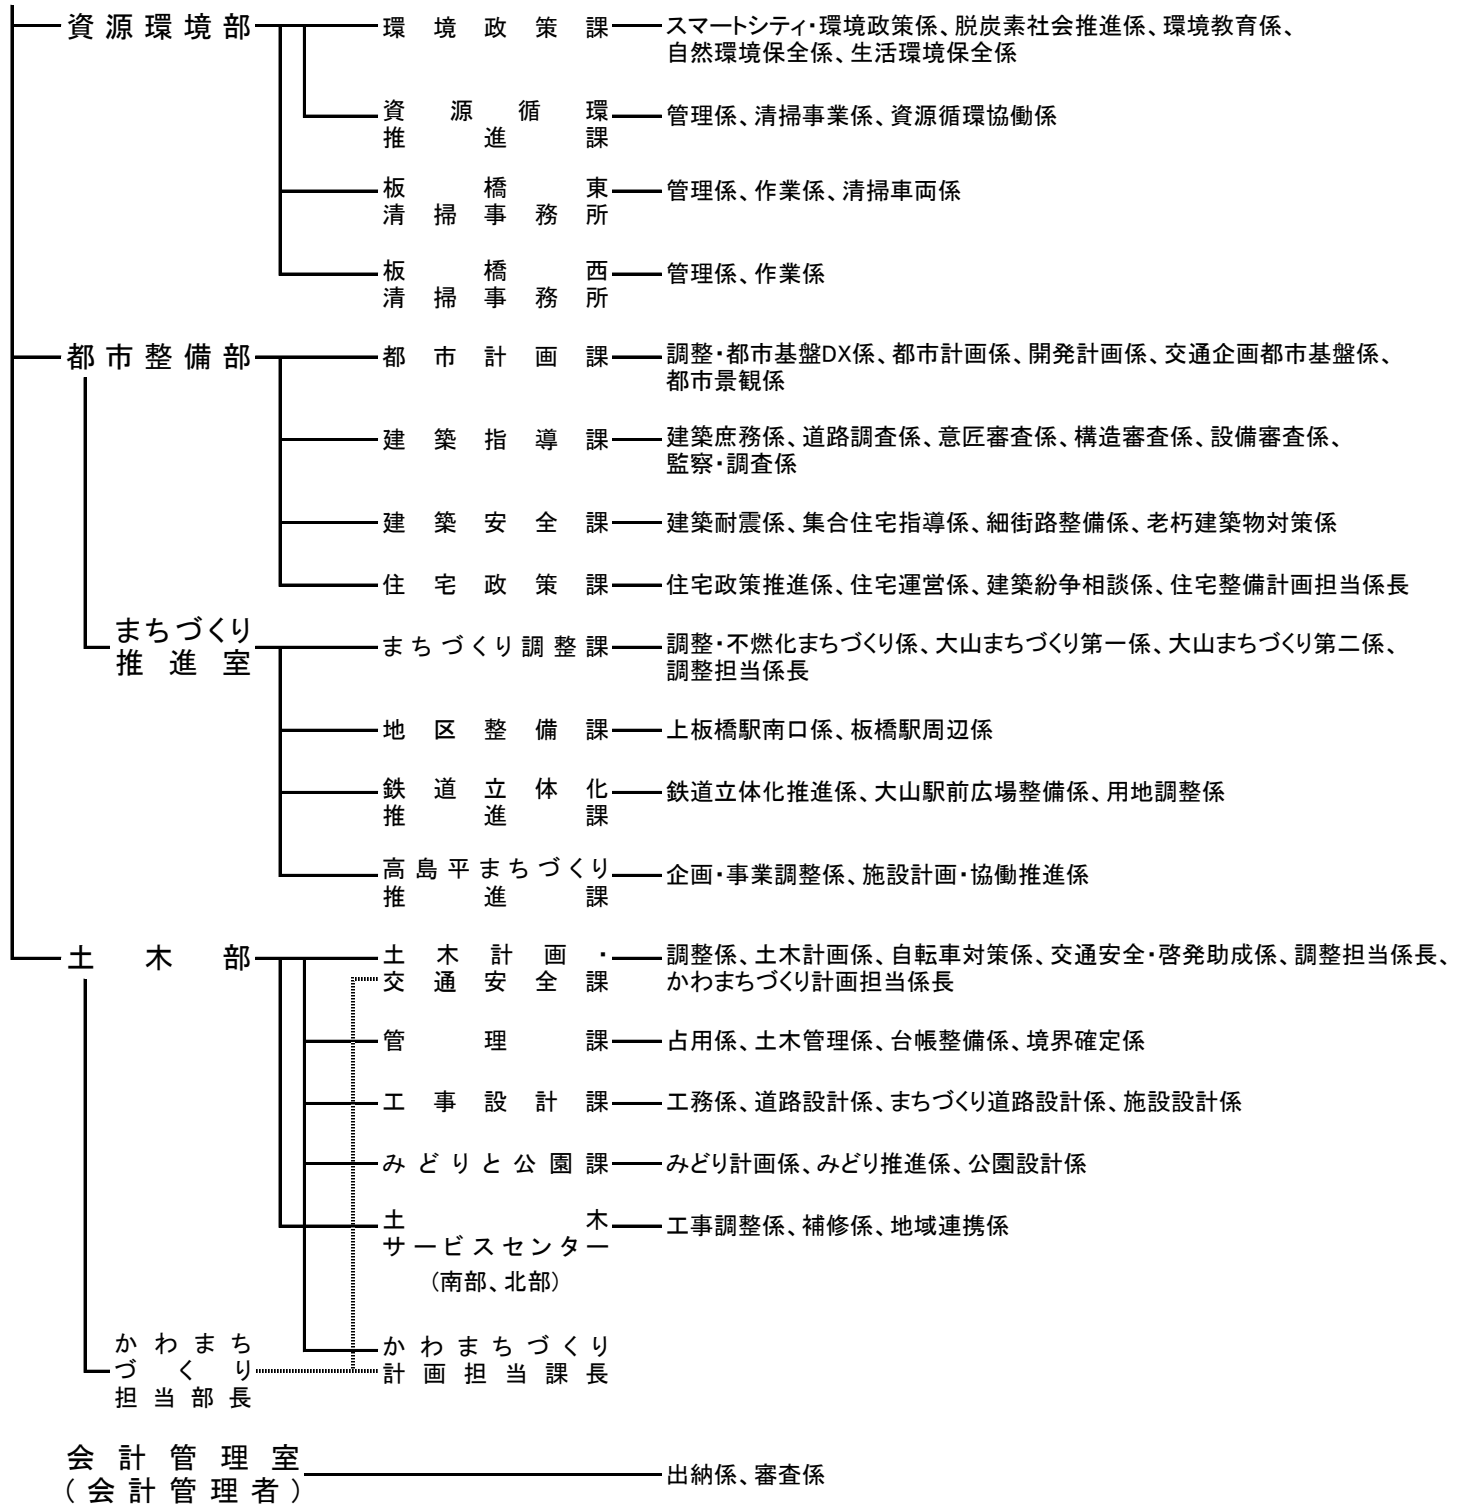 資源環境部
環境政策課
スマートシティ・環境政策係、脱炭素社会推進係、環境教育係、
自然環境保全係、生活環境保全係
資源循環
推進課
管理係、清掃事業係、資源循環協働係
板橋東
清掃事務所
管理係、作業係、清掃車両係
板橋西
清掃事務所
管理係、作業係
都市整備部
都市計画課
調整・都市基盤DX係、都市計画係、開発計画係、交通企画都市基盤係、
都市景観係
建築指導課
建築庶務係、道路調査係、意匠審査係、構造審査係、設備審査係、
監察・調査係
建築安全課
建築耐震係、集合住宅指導係、細街路整備係、老朽建築物対策係
住宅政策課
住宅政策推進係、住宅運営係、建築紛争相談係、住宅整備計画担当係長
まちづくり
推進室
まちづくり調整課
調整・不燃化まちづくり係、大山まちづくり第一係、大山まちづくり第二係、
調整担当係長
地区整備課
上板橋駅南口係、板橋駅周辺係
鉄道立体化
推進課
鉄道立体化推進係、大山駅前広場整備係、用地調整係
高島平まちづくり
推進課
企画・事業調整係、施設計画・協働推進係
土木部
土木計画・
交通安全課
調整係、土木計画係、自転車対策係、交通安全・啓発助成係、調整担当係長、
かわまちづくり計画担当係長
管理課
占用係、土木管理係、台帳整備係、境界確定係
工事設計課
工務係、道路設計係、まちづくり道路設計係、施設設計係
みどりと公園課
みどり計画係、みどり推進係、公園設計係
土木
サービスセンター
(南部、北部)
工事調整係、補修係、地域連携係
かわまち
づくり
担当部長
かわまちづくり
計画担当課長
会計管理室
(会計管理者)
出納係、審査係